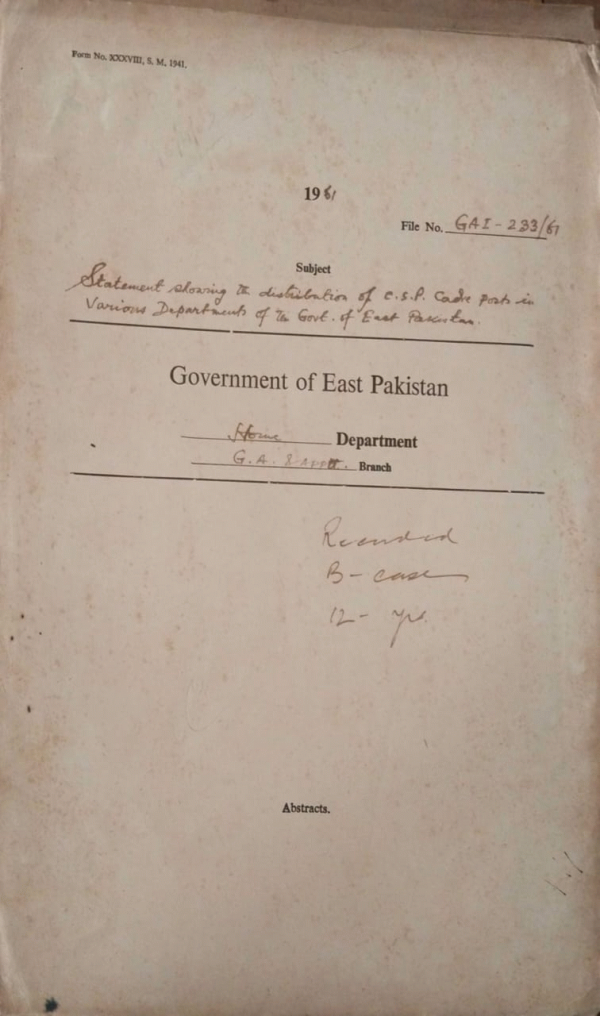 Form No. XXXVIII, S. M. 1941.
1961
File No. GAI-233/61
Subject
Statement showing the distribution of C.S.P. Cadre posts in
Various Departments of the Govt. of East Pakistan.
Government of East Pakistan
Home Department
G.A. Branch
Recorded
B- case
12- yrs
Abstracts.